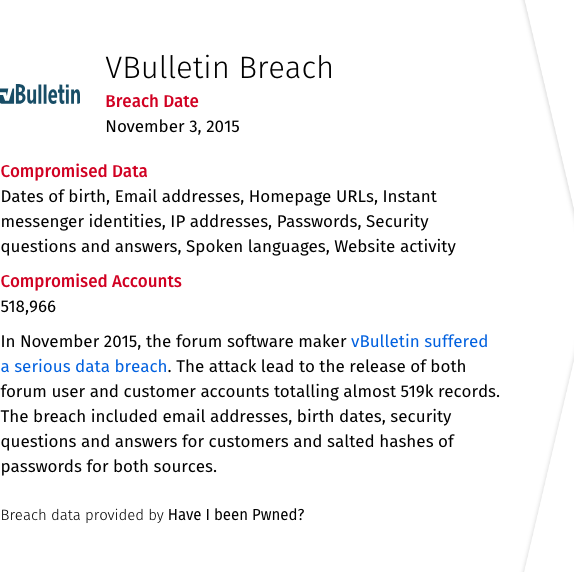 VBulletin Breach
vBulletin
Breach Date
November 3, 2015
Compromised Data
Dates of birth, Email addresses, Homepage URLs, Instant
messenger identities, IP addresses, Passwords, Security
questions and answers, Spoken languages, Website activity
Compromised Accounts
518,966
In November 2015, the forum software maker vBulletin suffered
a serious data breach. The attack lead to the release of both
forum user and customer accounts totalling almost 519k records.
The breach included email addresses, birth dates, security
questions and answers for customers and salted hashes of
passwords for both sources.
Breach data provided by Have I been Pwned?